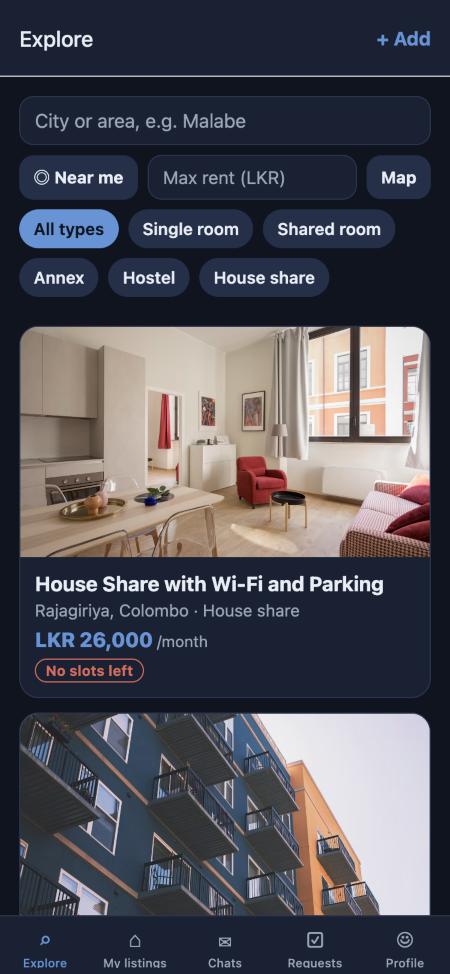 Explore
+ Add
City or area, e.g. Malabe
Near me
Max rent (LKR)
Map
All types
Single room
Shared room
Annex
Hostel
House share
House Share with Wi-Fi and Parking
Rajagiriya, Colombo · House share
LKR 26,000 /month
No slots left
Explore
My listings
Chats
Requests
Profile